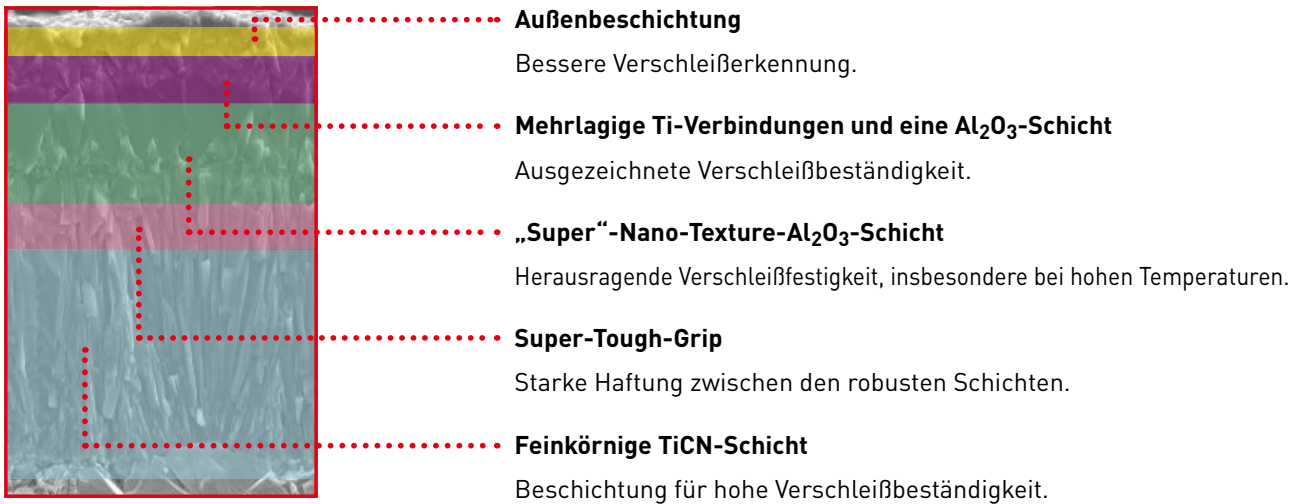 Außenbeschichtung
Bessere Verschleißerkennung.
Mehrlagige Ti-Verbindungen und eine Al₂O₃-Schicht
Ausgezeichnete Verschleißbeständigkeit.
„Super“-Nano-Texture-Al₂O₃-Schicht
Herausragende Verschleißfestigkeit, insbesondere bei hohen Temperaturen.
Super-Tough-Grip
Starke Haftung zwischen den robusten Schichten.
Feinkörnige TiCN-Schicht
Beschichtung für hohe Verschleißbeständigkeit.